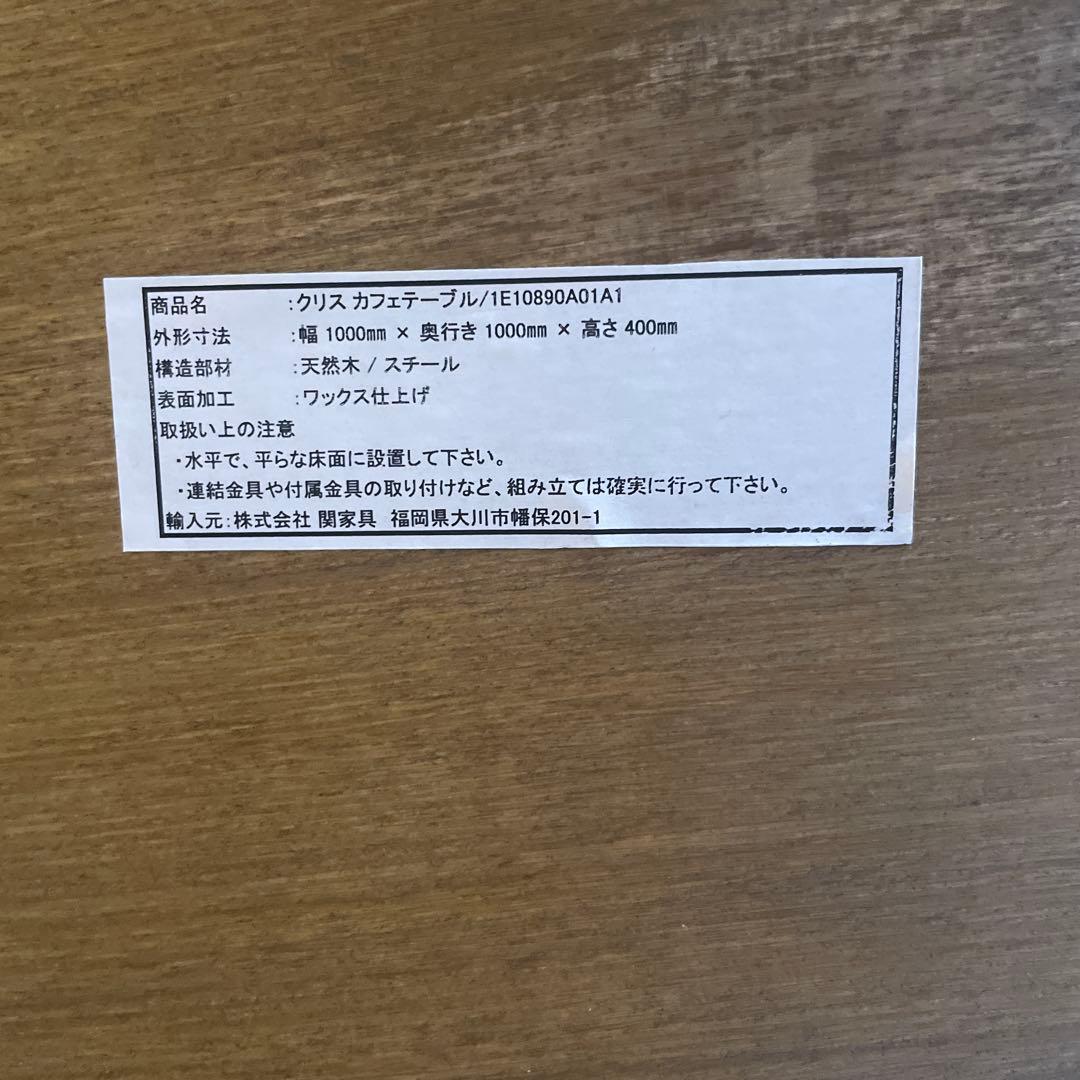 商品名 :クリス カフェテーブル/1E10890A01A1
外形寸法 :幅 1000mm × 奥行き 1000mm × 高さ 400mm
構造部材 :天然木 / スチール
表面加工 :ワックス仕上げ
取扱い上の注意
・水平で、平らな床面に設置して下さい。
・連結金具や付属金具の取り付けなど、組み立ては確実に行って下さい。
輸入元:株式会社 関家具 福岡県大川市幡保201-1